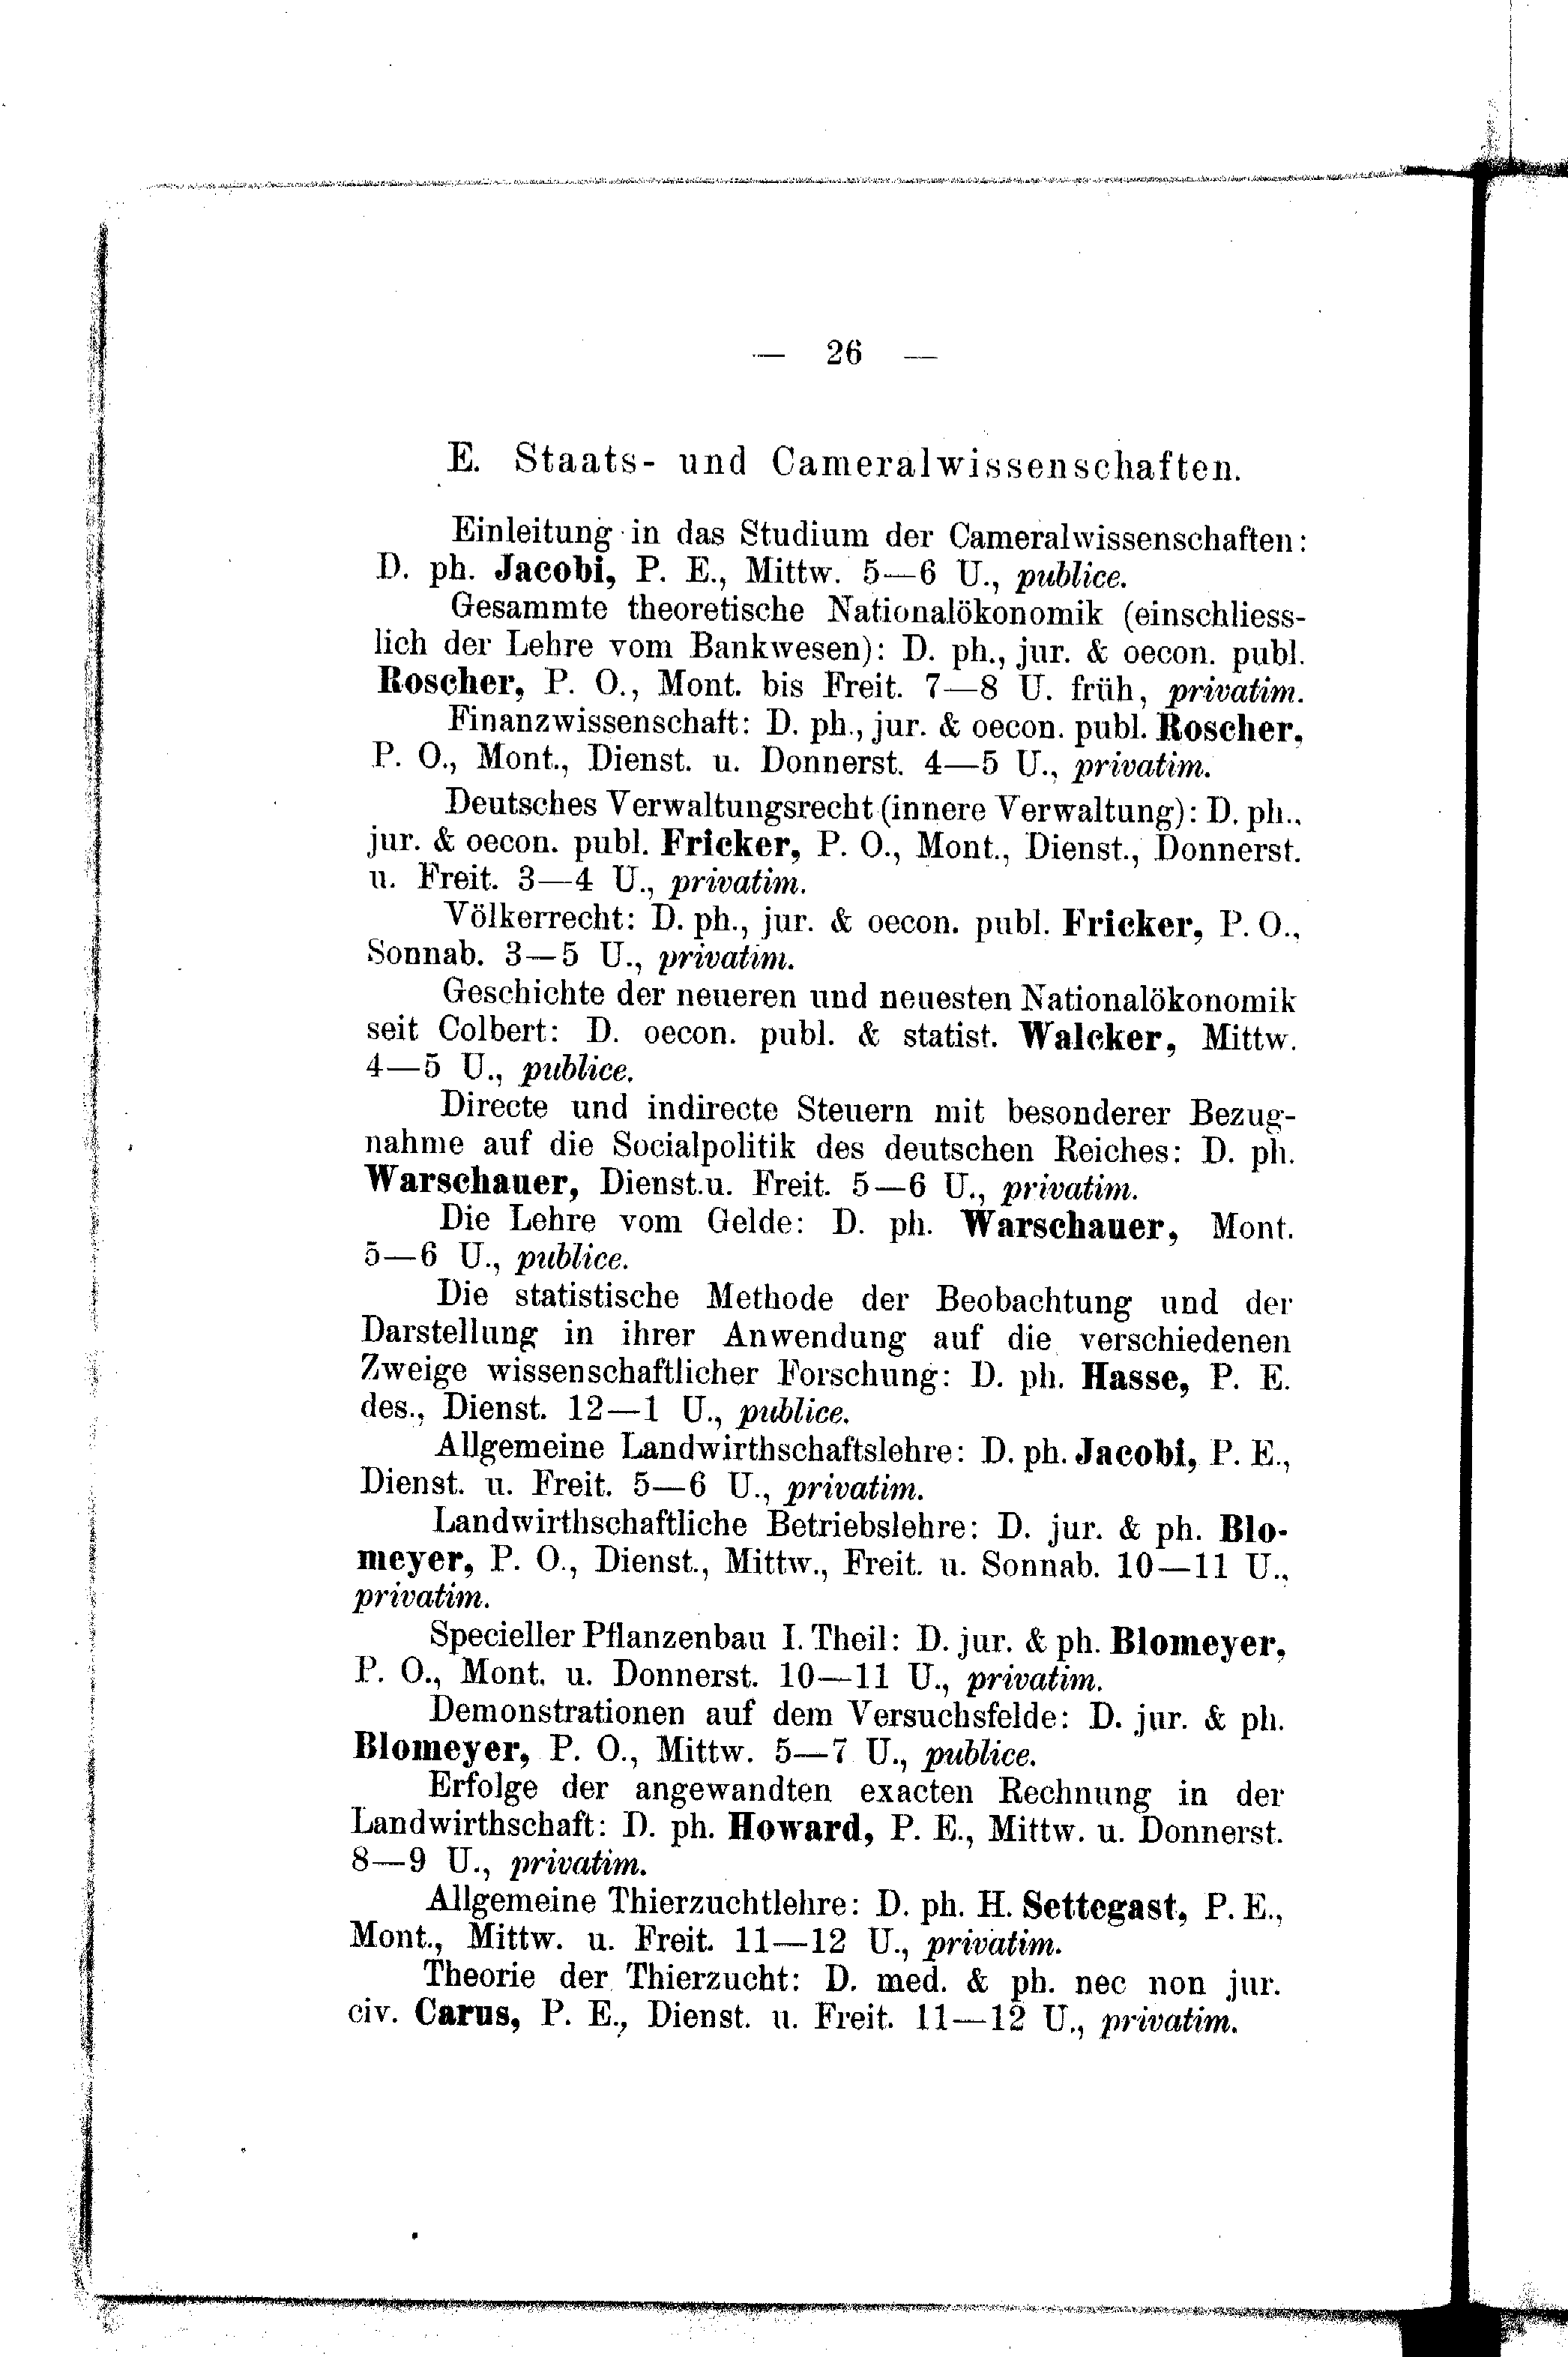 — 26 —
E. Staats- und Cameralwissenschaften.
Einleitung in das Studium der Cameralwissenschaften:
D. ph. Jacobi, P. E., Mittw. 5—6 U., publice.
Gesammte theoretische Nationalökonomik (einschliess-
lich der Lehre vom Bankwesen): D. ph., jur. & oecon. publ.
Roscher, P. O., Mont. bis Freit. 7—8 U. früh, privatim.
Finanzwissenschaft: D. ph., jur. & oecon. publ. Roscher,
P. O., Mont., Dienst. u. Donnerst. 4—5 U., privatim.
Deutsches Verwaltungsrecht (innere Verwaltung): D. ph.,
jur. & oecon. publ. Fricker, P. O., Mont., Dienst., Donnerst.
u. Freit. 3—4 U., privatim.
Völkerrecht: D. ph., jur. & oecon. publ. Fricker, P. O.,
Sonnab. 3—5 U., privatim.
Geschichte der neueren und neuesten Nationalökonomik
seit Colbert: D. oecon. publ. & statist. Walcker, Mittw.
4—5 U., publice.
Directe und indirecte Steuern mit besonderer Bezug-
nahme auf die Socialpolitik des deutschen Reiches: D. ph.
Warschauer, Dienst.u. Freit. 5—6 U., privatim.
Die Lehre vom Gelde: D. ph. Warschauer, Mont.
5—6 U., publice.
Die statistische Methode der Beobachtung und der
Darstellung in ihrer Anwendung auf die verschiedenen
Zweige wissenschaftlicher Forschung: D. ph. Hasse, P. E.
des., Dienst. 12—1 U., publice.
Allgemeine Landwirthschaftslehre: D. ph. Jacobi, P. E.,
Dienst. u. Freit. 5—6 U., privatim.
Landwirthschaftliche Betriebslehre: D. jur. & ph. Blo-
meyer, P. O., Dienst., Mittw., Freit. u. Sonnab. 10—11 U.,
privatim.
Specieller Pflanzenbau I. Theil: D. jur. & ph. Blomeyer,
P. O., Mont. u. Donnerst. 10—11 U., privatim.
Demonstrationen auf dem Versuchsfelde: D. jur. & ph.
Blomeyer, P. O., Mittw. 5—7 U., publice.
Erfolge der angewandten exacten Rechnung in der
Landwirthschaft: D. ph. Howard, P. E., Mittw. u. Donnerst.
8—9 U., privatim.
Allgemeine Thierzuchtlehre: D. ph. H. Settegast, P. E.,
Mont., Mittw. u. Freit. 11—12 U., privatim.
Theorie der Thierzucht: D. med. & ph. nec non jur.
civ. Carus, P. E., Dienst. u. Freit. 11—12 U., privatim.